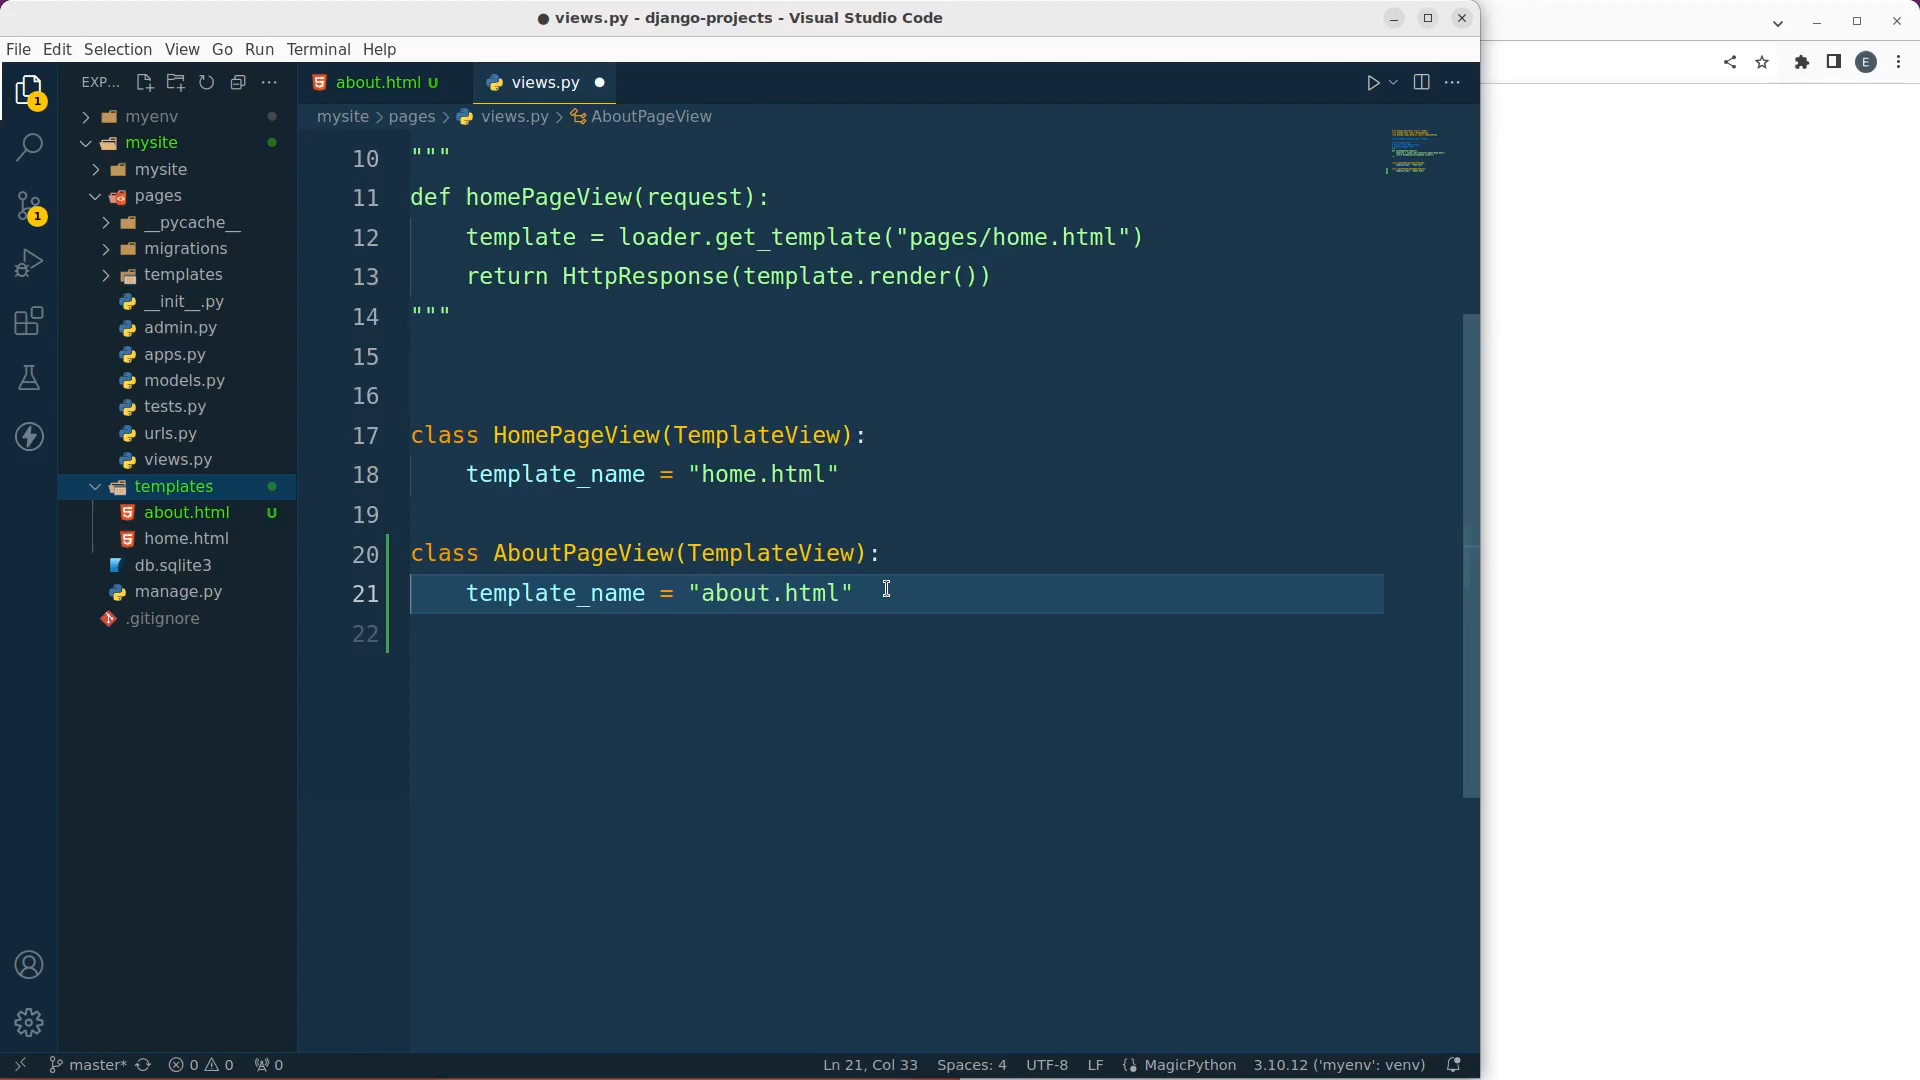 ● views.py - django-projects - Visual Studio Code
File Edit Selection View Go Run Terminal Help
E
1
EXP...
about.html U
views.py
mysite > pages > views.py > AboutPageView
myenv
mysite
mysite
pages
__pycache__
migrations
templates
__init__.py
admin.py
apps.py
models.py
tests.py
urls.py
views.py
templates
about.html U
home.html
db.sqlite3
manage.py
.gitignore
1
10 """
11 def homePageView(request):
12 template = loader.get_template("pages/home.html")
13 return HttpResponse(template.render())
14 """
15
16
17 class HomePageView(TemplateView):
18 template_name = "home.html"
19
20 class AboutPageView(TemplateView):
21 template_name = "about.html"
22
master* 0 0 0 Ln 21, Col 33 Spaces: 4 UTF-8 LF MagicPython 3.10.12 ('myenv': venv)